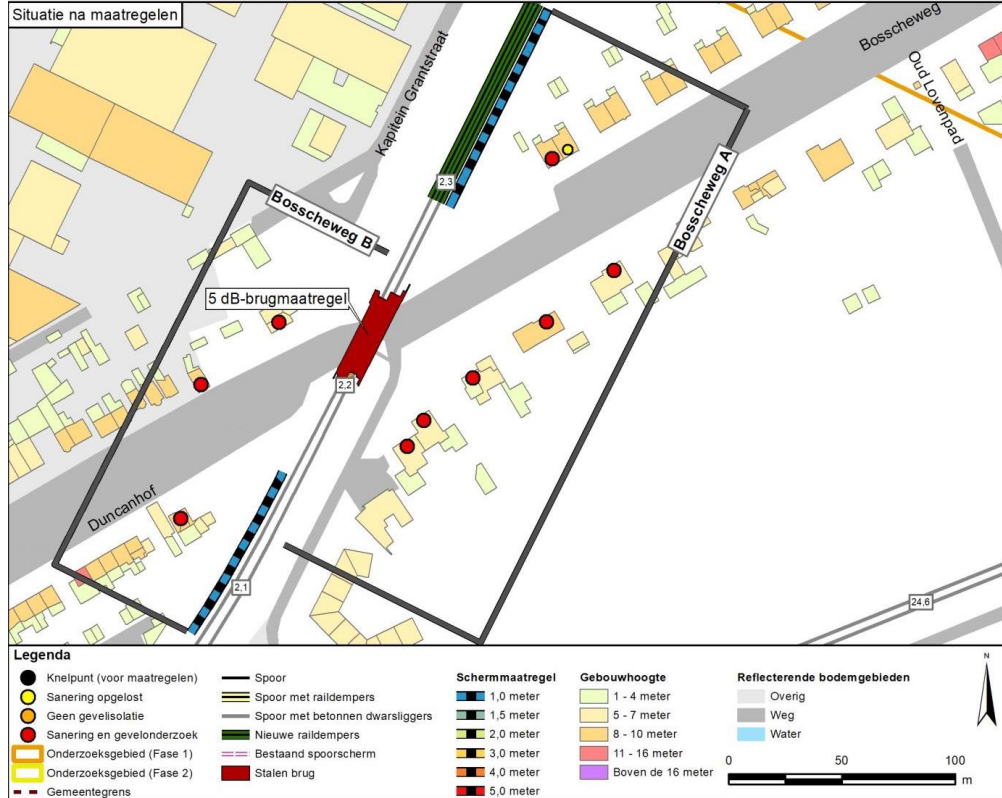 Situatie na maatregelen
Kapitein Grantstraat
Bosscheweg
Oud Lovenpad
2,3
Bosscheweg A
Bosscheweg B
5 dB-brugmaatregel
2,2
Duncanhof
2,1
24,6
Legenda
Knelpunt (voor maatregelen)
Sanering opgelost
Geen gevelisolatie
Sanering en gevelonderzoek
Onderzoeksgebied (Fase 1)
Onderzoeksgebied (Fase 2)
Gemeentegrens
Spoor
Spoor met raildempers
Spoor met betonnen dwarsliggers
Nieuwe raildempers
Bestaand spoorscherm
Stalen brug
Schermmaatregel
1,0 meter
1,5 meter
2,0 meter
3,0 meter
4,0 meter
5,0 meter
Gebouwhoogte
1 - 4 meter
5 - 7 meter
8 - 10 meter
11 - 16 meter
Boven de 16 meter
Reflecterende bodemgebieden
Overig
Weg
Water
N
0 50 100
m